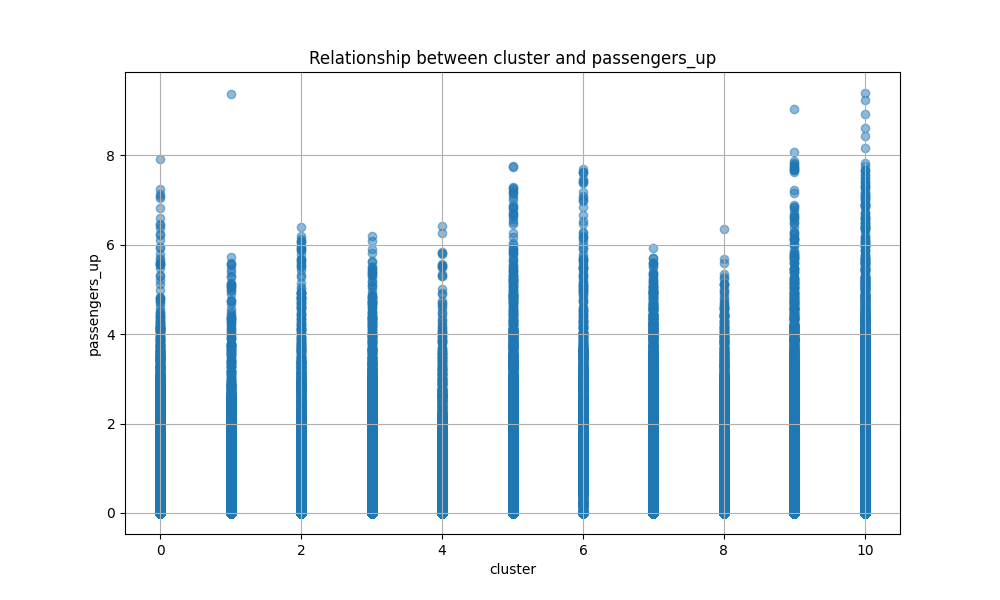 Relationship between cluster and passengers_up
passengers_up
8
6
4
2
0
0 2 4 6 8 10
cluster